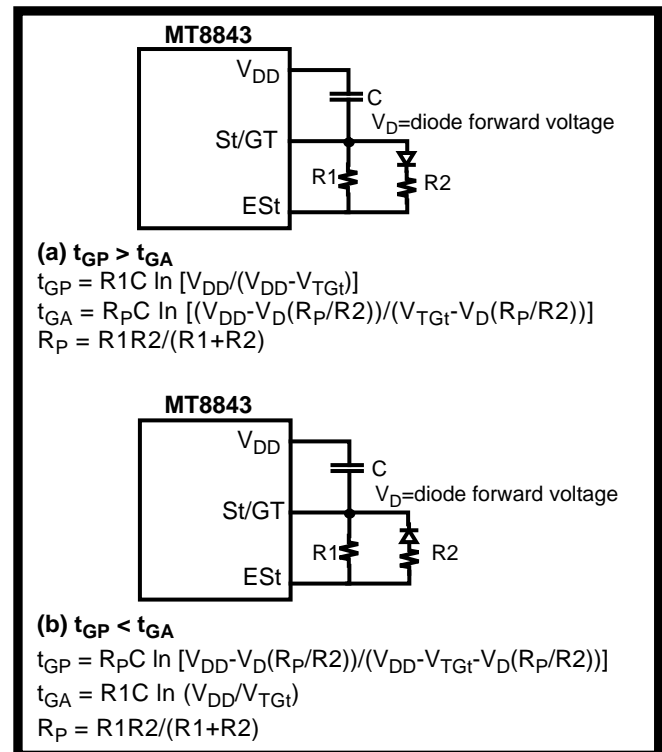 MT8843
VDD
C
VD=diode forward voltage
St/GT
R1
R2
ESt
(a) tGP > tGA
tGP = R1C ln [VDD/(VDD-VTGt)]
tGA = RPC ln [(VDD-VD(RP/R2))/(VTGt-VD(RP/R2))]
RP = R1R2/(R1+R2)
MT8843
VDD
C
VD=diode forward voltage
St/GT
R1
R2
ESt
(b) tGP < tGA
tGP = RPC ln [VDD-VD(RP/R2))/(VDD-VTGt-VD(RP/R2))]
tGA = R1C ln (VDD/VTGt)
RP = R1R2/(R1+R2)